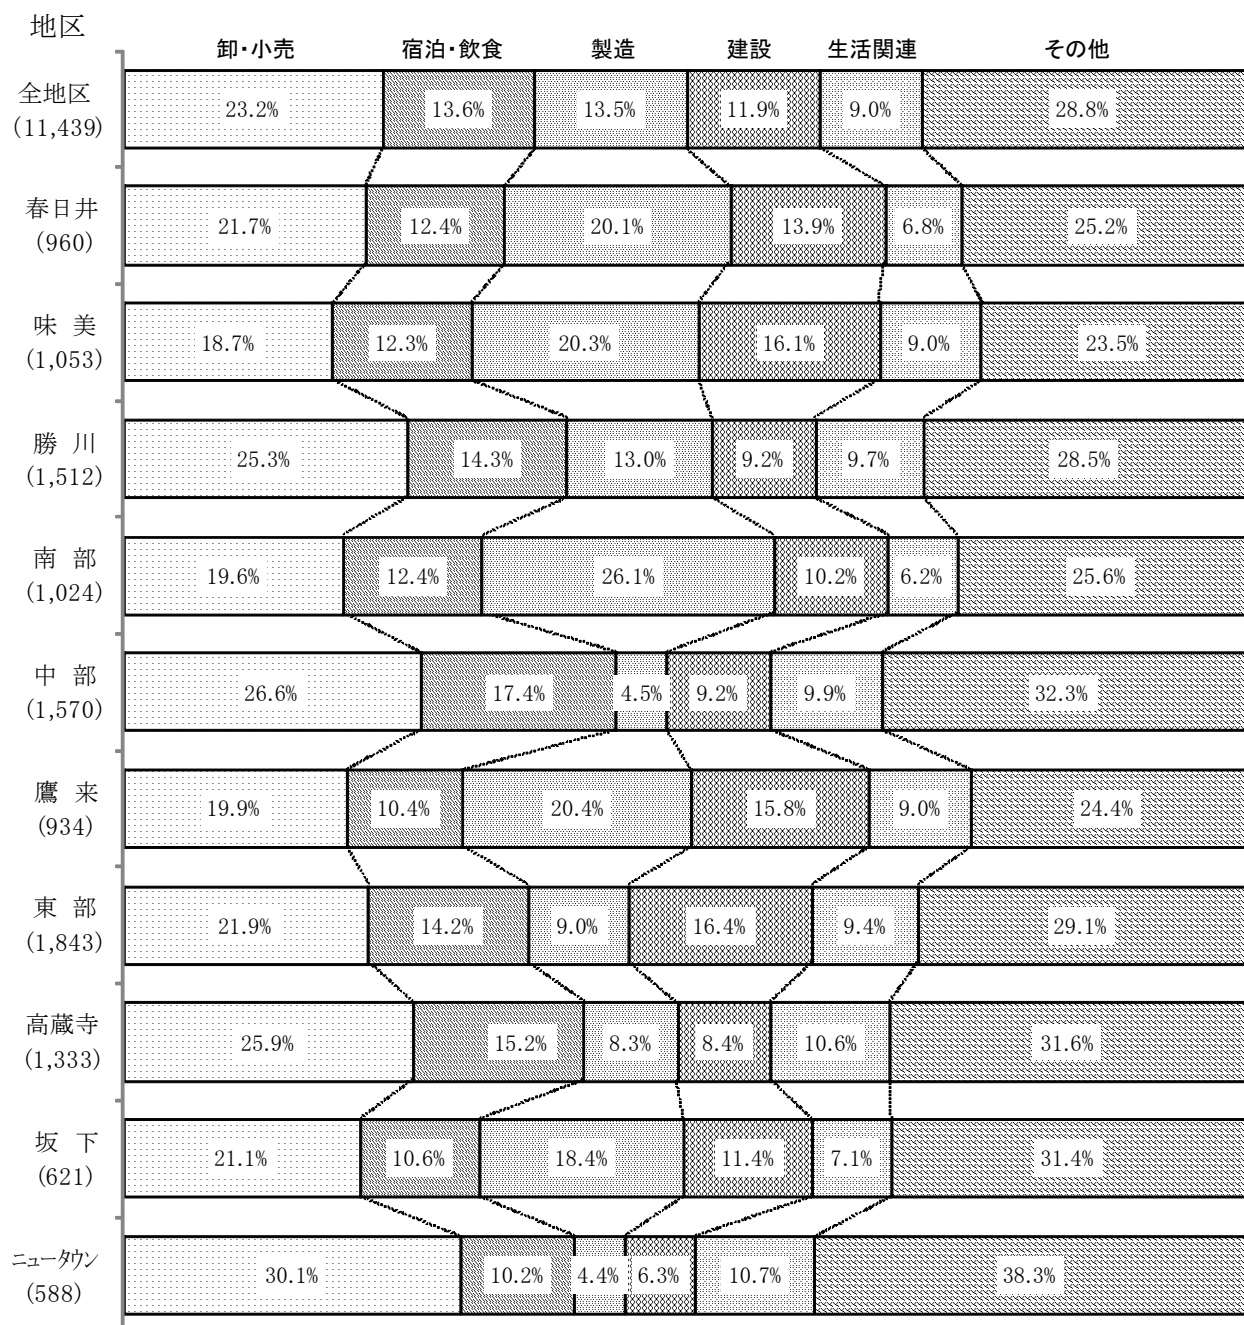 地区
卸・小売 宿泊・飲食 製造 建設 生活関連 その他
全地区
(11,439)
23.2% 13.6% 13.5% 11.9% 9.0% 28.8%
春日井
(960)
21.7% 12.4% 20.1% 13.9% 6.8% 25.2%
味 美
(1,053)
18.7% 12.3% 20.3% 16.1% 9.0% 23.5%
勝 川
(1,512)
25.3% 14.3% 13.0% 9.2% 9.7% 28.5%
南 部
(1,024)
19.6% 12.4% 26.1% 10.2% 6.2% 25.6%
中 部
(1,570)
26.6% 17.4% 4.5% 9.2% 9.9% 32.3%
鷹 来
(934)
19.9% 10.4% 20.4% 15.8% 9.0% 24.4%
東 部
(1,843)
21.9% 14.2% 9.0% 16.4% 9.4% 29.1%
高蔵寺
(1,333)
25.9% 15.2% 8.3% 8.4% 10.6% 31.6%
坂 下
(621)
21.1% 10.6% 18.4% 11.4% 7.1% 31.4%
ニュータウン
(588)
30.1% 10.2% 4.4% 6.3% 10.7% 38.3%